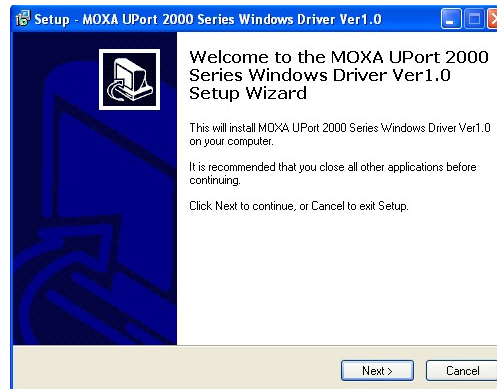 Setup - MOXA UPort 2000 Series Windows Driver Ver1.0
Welcome to the MOXA UPort 2000
Series Windows Driver Ver1.0
Setup Wizard
This will install MOXA UPort 2000 Series Windows Driver Ver1.0
on your computer.
It is recommended that you close all other applications before
continuing.
Click Next to continue, or Cancel to exit Setup.
Next >
Cancel